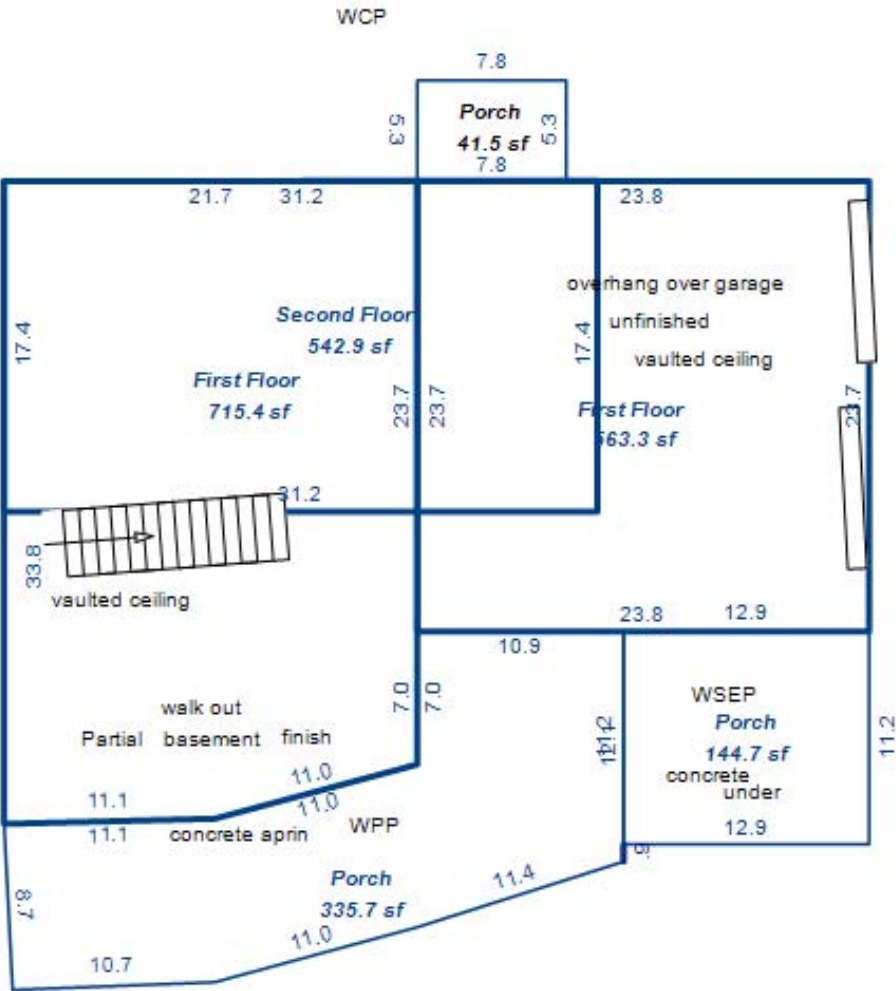 WCP
7.8
Porch
5.3
5.3
41.5 sf
7.8
21.7 31.2
23.8
overhang over garage
unfinished
vaulted ceiling
Second Floor
542.9 sf
17.4
17.4
First Floor
715.4 sf
23.7
23.7
First Floor
563.3 sf
23.7
31.2
33.8
vaulted ceiling
23.8
12.9
10.9
walk out
Partial basement finish
7.0
7.0
WSEP
Porch
144.7 sf
11.2
concrete
under
11.0
11.1
11.0
11.1
concrete aprin
WPP
12.9
Porch
335.7 sf
11.4
8.7
11.0
10.7